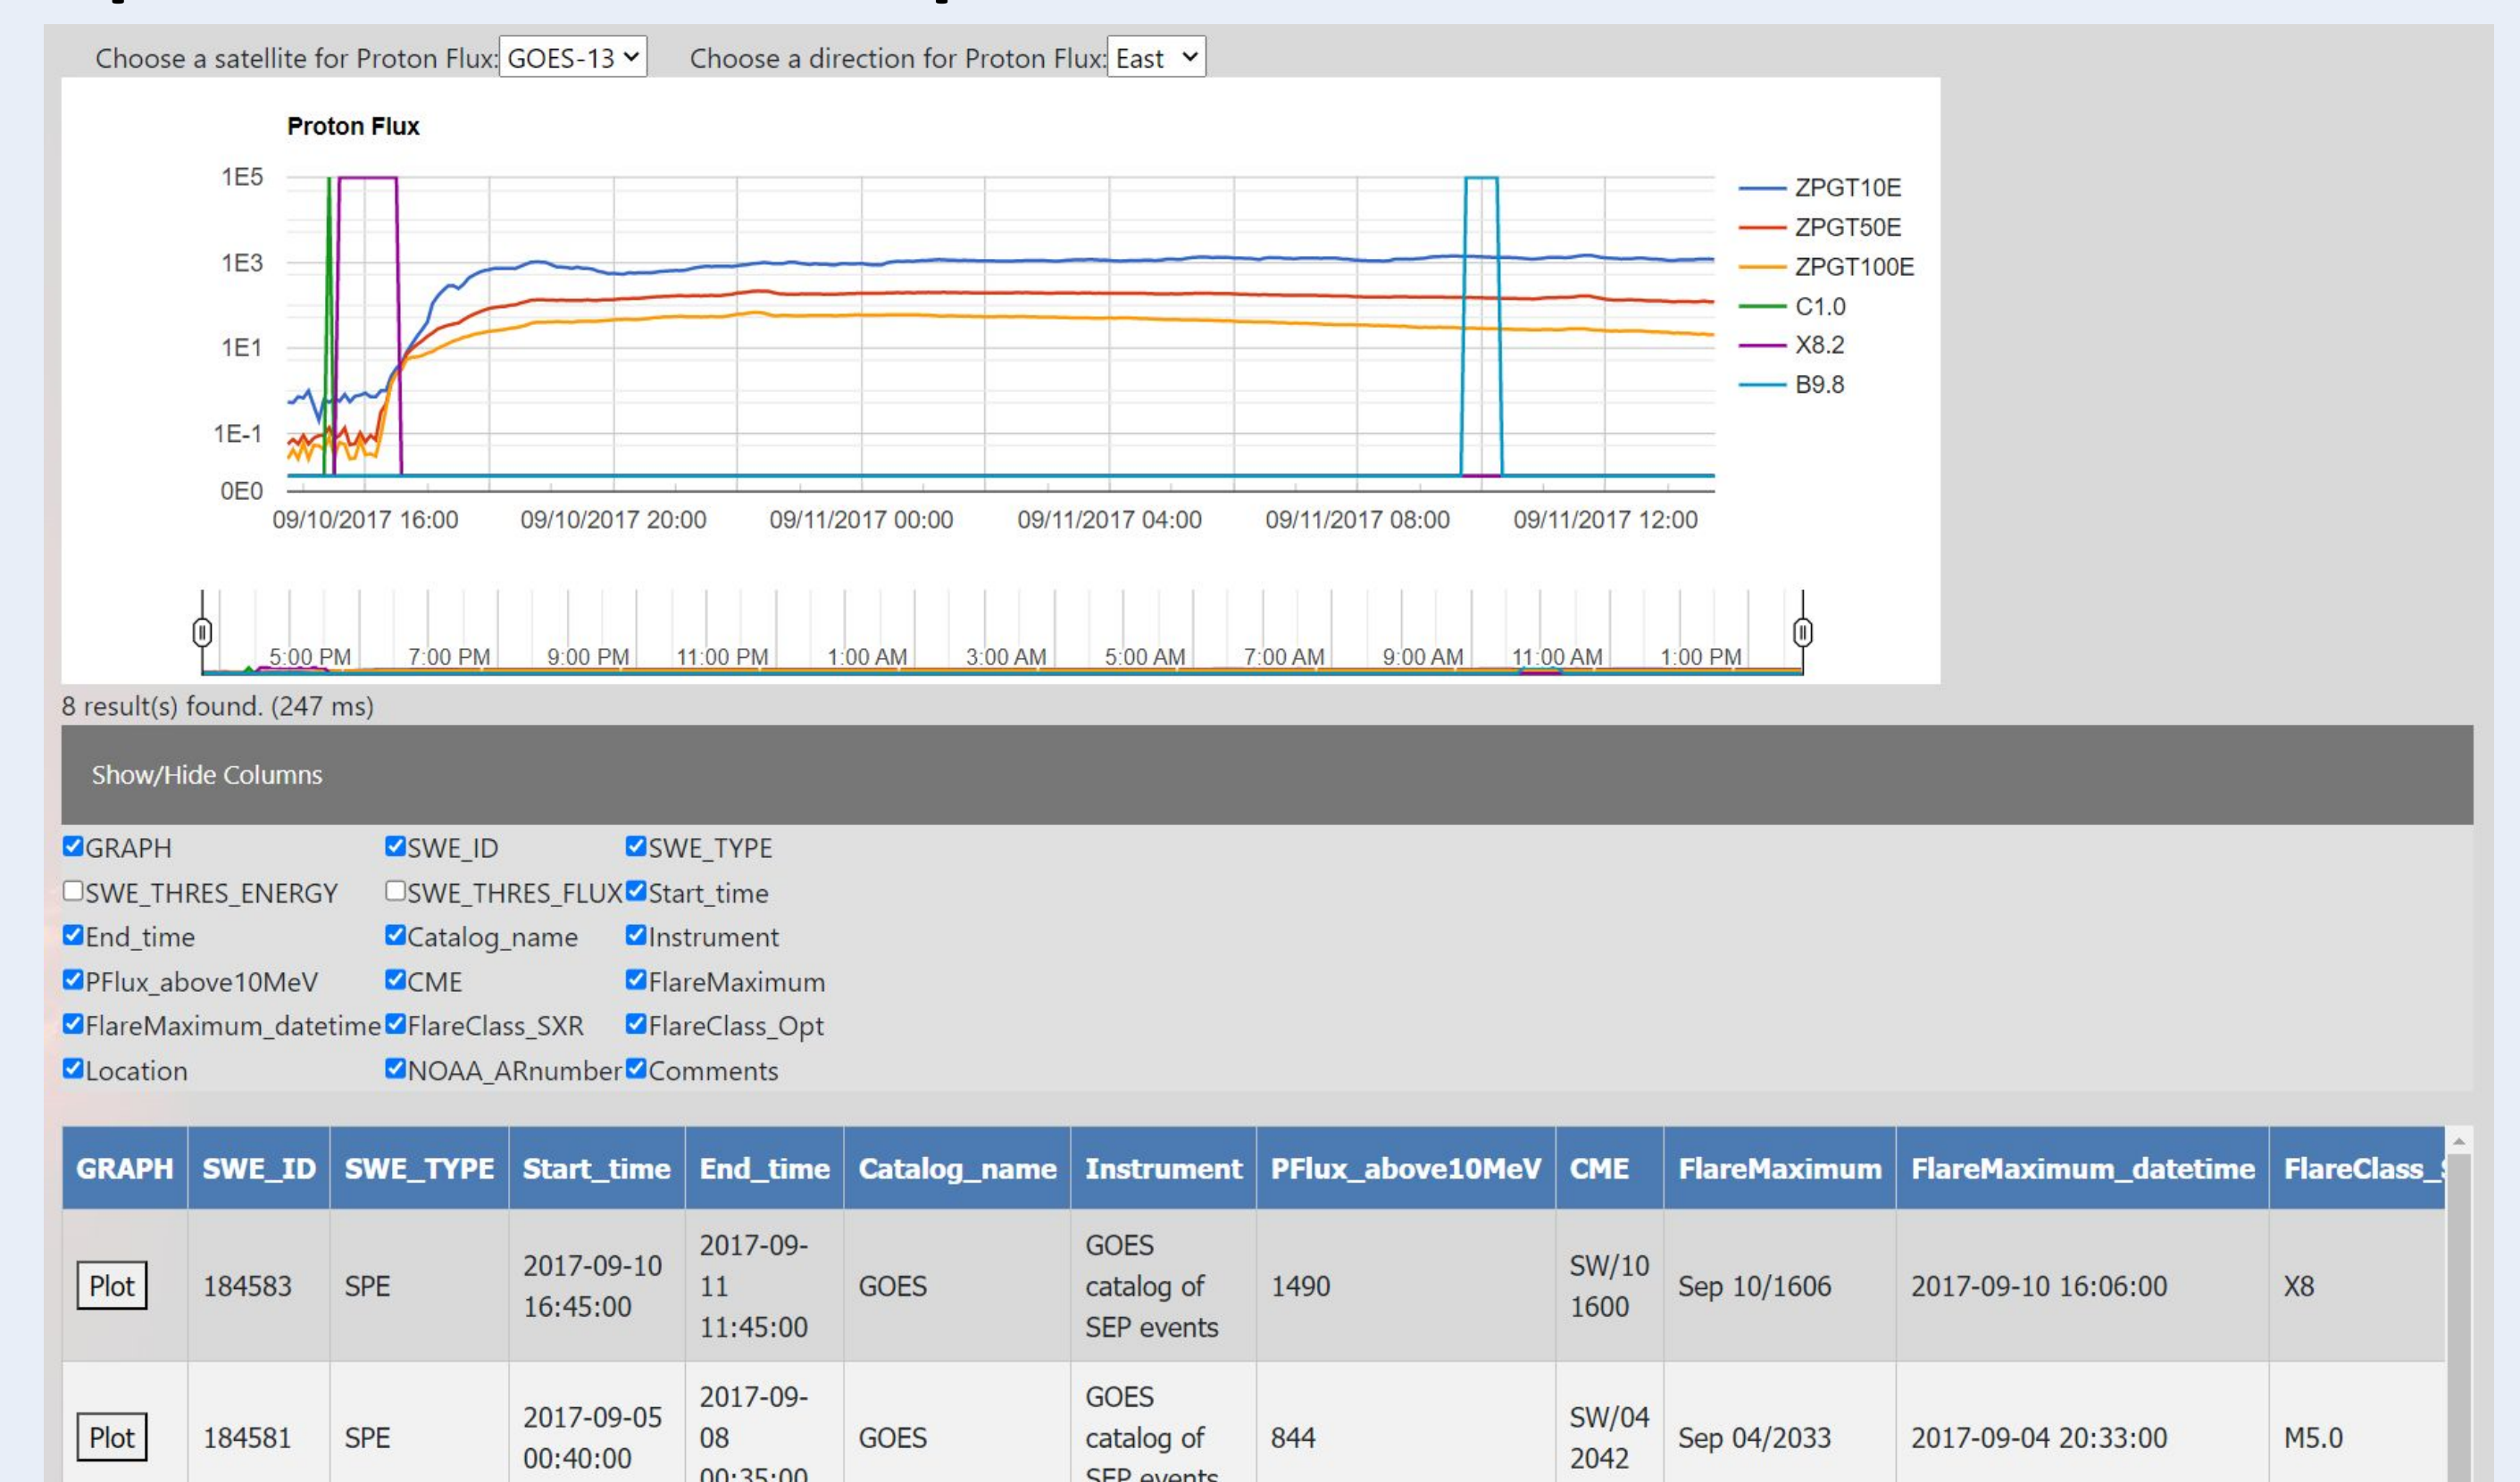 Choose a satellite for Proton Flux: GOES-13 Choose a direction for Proton Flux: East
Proton Flux
1E5
1E3
1E1
1E-1
0E0
ZPGT10E
ZPGT50E
ZPGT100E
C1.0
X8.2
B9.8
09/10/2017 16:00 09/10/2017 20:00 09/11/2017 00:00 09/11/2017 04:00 09/11/2017 08:00 09/11/2017 12:00
5:00 PM 7:00 PM 9:00 PM 11:00 PM 1:00 AM 3:00 AM 5:00 AM 7:00 AM 9:00 AM 11:00 AM 1:00 PM
8 result(s) found. (247 ms)
Show/Hide Columns
GRAPH SWE_ID SWE_TYPE
SWE_THRES_ENERGY SWE_THRES_FLUX Start_time
End_time Catalog_name Instrument
PFlux_above10MeV CME FlareMaximum
FlareMaximum_datetime FlareClass_SXR FlareClass_Opt
Location NOAA_ARnumber Comments
GRAPH SWE_ID SWE_TYPE Start_time End_time Catalog_name Instrument PFlux_above10MeV CME FlareMaximum FlareMaximum_datetime FlareClass_
Plot
184583
SPE
2017-09-10
16:45:00
2017-09-
11
11:45:00
GOES
GOES
catalog of
SEP events
1490
SW/10
1600
Sep 10/1606
2017-09-10 16:06:00
X8
Plot
184581
SPE
2017-09-05
00:40:00
2017-09-
08
00:35:00
GOES
GOES
catalog of
SEP events
844
SW/04
2042
Sep 04/2033
2017-09-04 20:33:00
M5.0